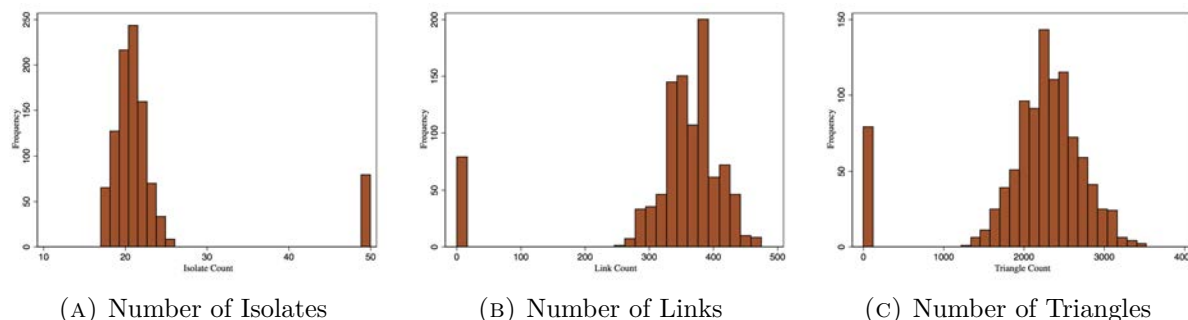 Frequency
0 50 100 150 200 250
10 20 30 40 50
Isolate Count
(A) Number of Isolates
Frequency
0 50 100 150 200
0 100 200 300 400 500
Link Count
(B) Number of Links
Frequency
0 50 100 150
0 1000 2000 3000
Triangle Count
(C) Number of Triangles